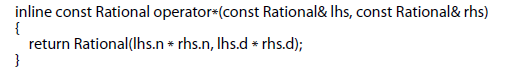 inline const Rational operator*(const Rational& lhs, const Rational& rhs)
{
return Rational(lhs.n * rhs.n, lhs.d * rhs.d);
}